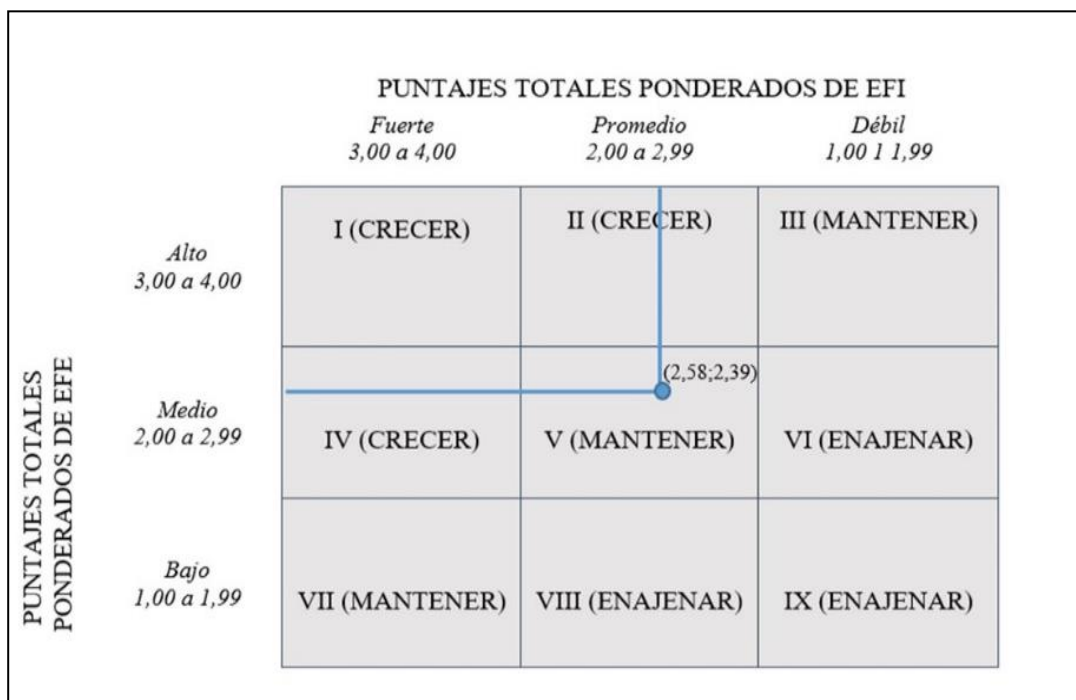 PUNTAJES TOTALES PONDERADOS DE EFI
Fuerte
3,00 a 4,00
Promedio
2,00 a 2,99
Débil
1,00 1 1,99
PUNTAJES TOTALES
PONDERADOS DE EFE
Alto
3,00 a 4,00
I (CRECER)
II (CRECER)
III (MANTENER)
Medio
2,00 a 2,99
(2,58;2,39)
IV (CRECER)
V (MANTENER)
VI (ENAJENAR)
Bajo
1,00 a 1,99
VII (MANTENER)
VIII (ENAJENAR)
IX (ENAJENAR)